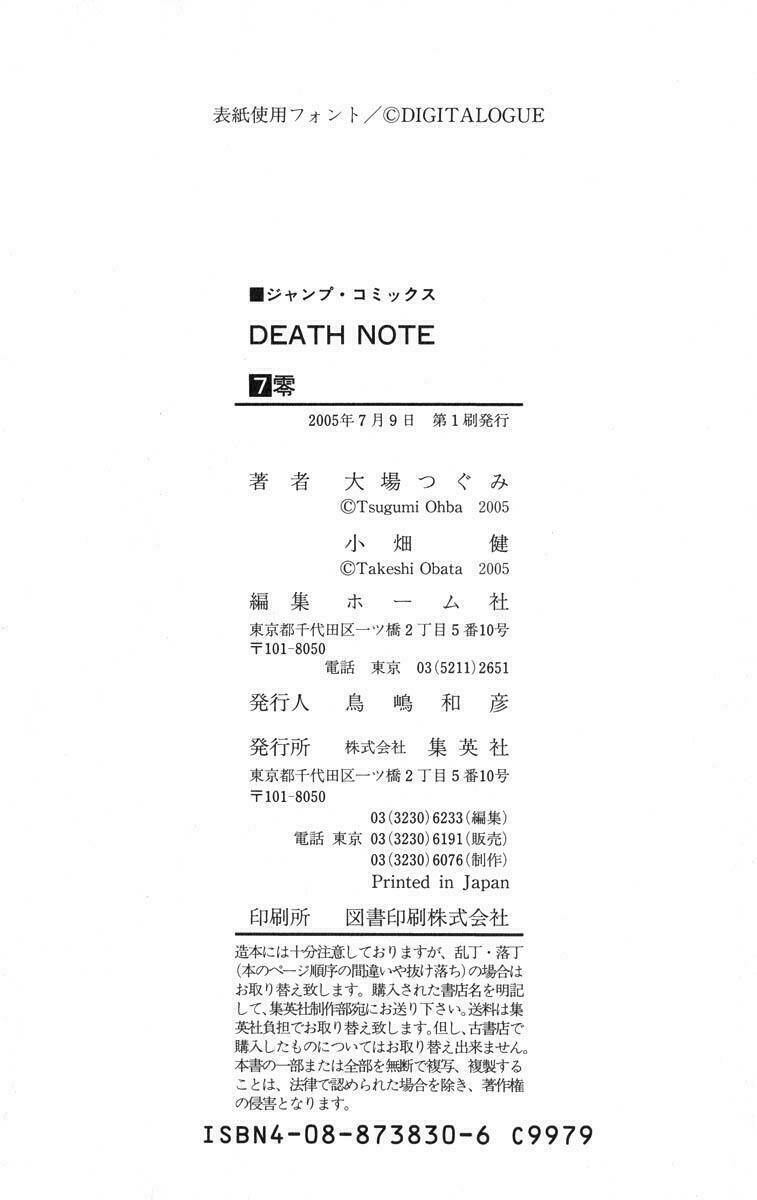 表紙使用フォント／©DIGITALOGUE
■ジャンプ・コミックス
DEATH NOTE
7零
2005年7月9日　第1刷発行
著者　大場つぐみ
©Tsugumi Ohba　2005
小畑　健
©Takeshi Obata　2005
編集　ホーム社
東京都千代田区一ツ橋2丁目5番10号
〒101-8050
電話　東京　03(5211)2651
発行人　鳥嶋和彦
発行所　株式会社　集英社
東京都千代田区一ツ橋2丁目5番10号
〒101-8050
03(3230)6233(編集)
電話 東京 03(3230)6191(販売)
03(3230)6076(制作)
Printed in Japan
印刷所　図書印刷株式会社
造本には十分注意しておりますが、乱丁・落丁
(本のページ順序の間違いや抜け落ち)の場合は
お取り替え致します。購入された書店名を明記
して、集英社制作部宛にお送り下さい。送料は集
英社負担でお取り替え致します。但し、古書店で
購入したものについてはお取り替え出来ません。
本書の一部または全部を無断で複写、複製する
ことは、法律で認められた場合を除き、著作権
の侵害となります。
ISBN4-08-873830-6 C9979